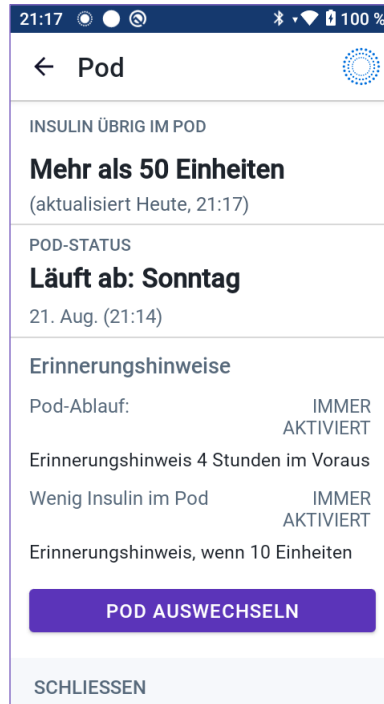 21:17 100 %
Pod
INSULIN ÜBRIG IM POD
Mehr als 50 Einheiten
(aktualisiert Heute, 21:17)
POD-STATUS
Läuft ab: Sonntag
21. Aug. (21:14)
Erinnerungshinweise
Pod-Ablauf: IMMER
AKTIVIERT
Erinnerungshinweis 4 Stunden im Voraus
Wenig Insulin im Pod IMMER
AKTIVIERT
Erinnerungshinweis, wenn 10 Einheiten
POD AUSWECHSELN
SCHLIESSEN